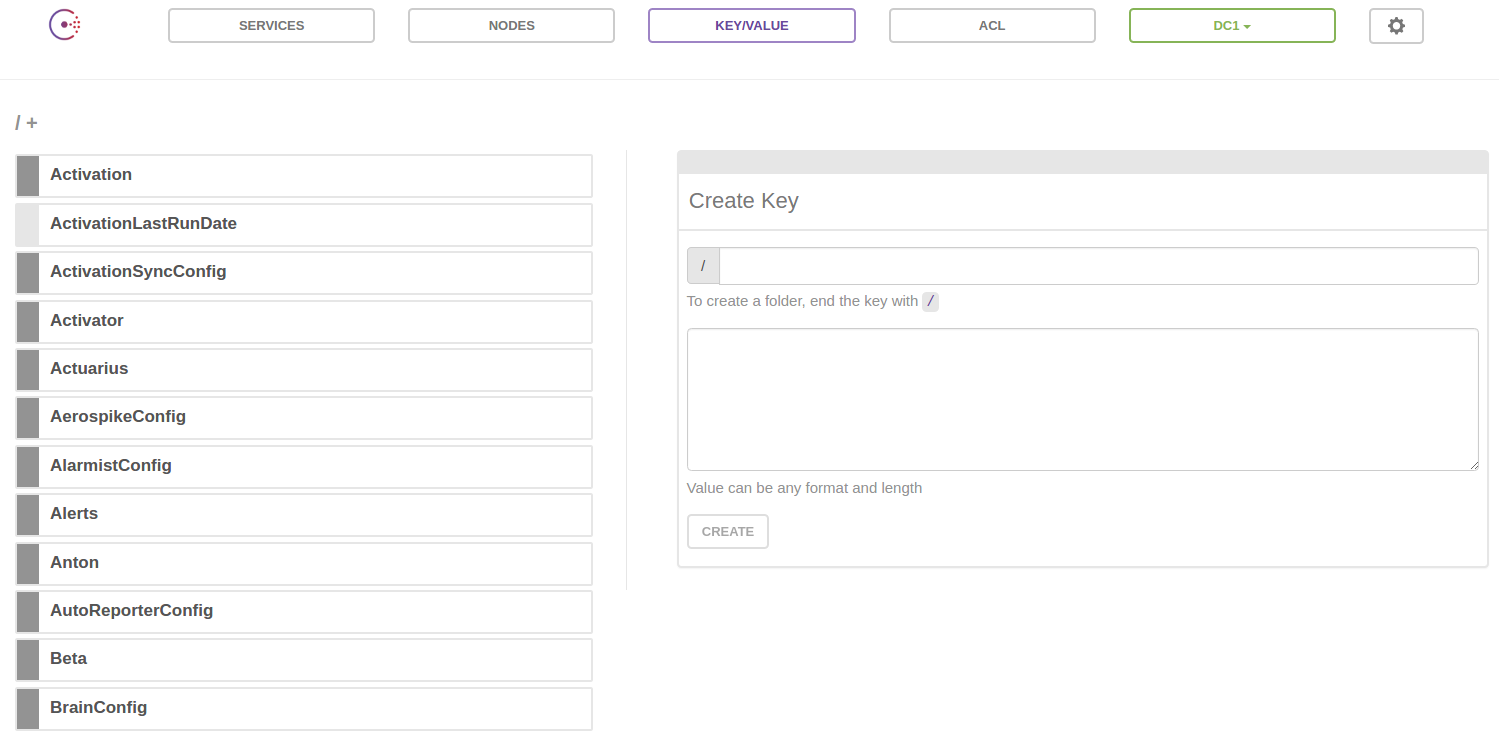 SERVICES NODES KEY/VALUE ACL DC1
/ +
Activation
ActivationLastRunDate
ActivationSyncConfig
Activator
Actuarius
AerospikeConfig
AlarmistConfig
Alerts
Anton
AutoReporterConfig
Beta
BrainConfig
Create Key
/
To create a folder, end the key with /
Value can be any format and length
CREATE